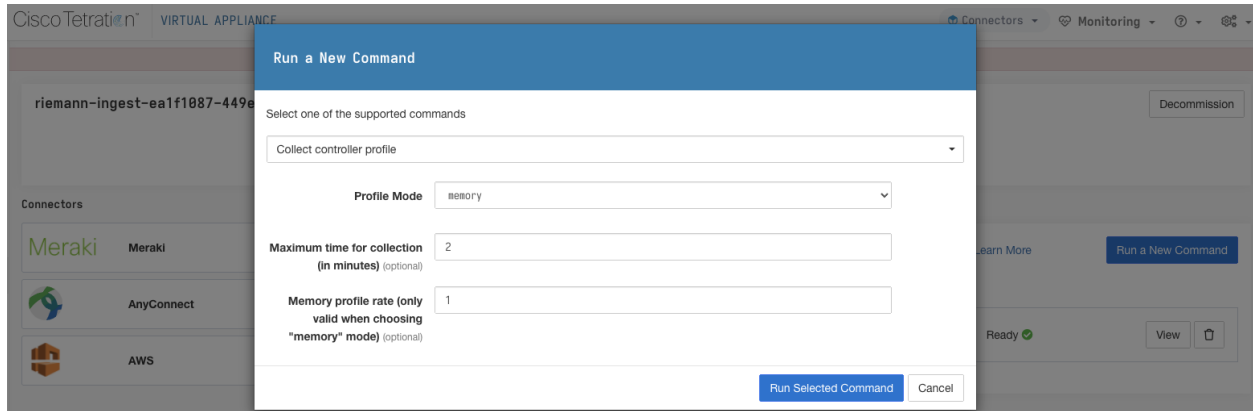 Cisco Tetration™ VIRTUAL APPLIANCE Connectors Monitoring
Run a New Command
riemann-ingest-ea1f1087-449e
Decommission
Select one of the supported commands
Collect controller profile
Profile Mode memory
Connectors
Meraki Meraki
Maximum time for collection 2
(in minutes) (optional)
Learn More Run a New Command
AnyConnect
Memory profile rate (only 1
valid when choosing
"memory" mode) (optional)
Ready View
AWS
Run Selected Command Cancel